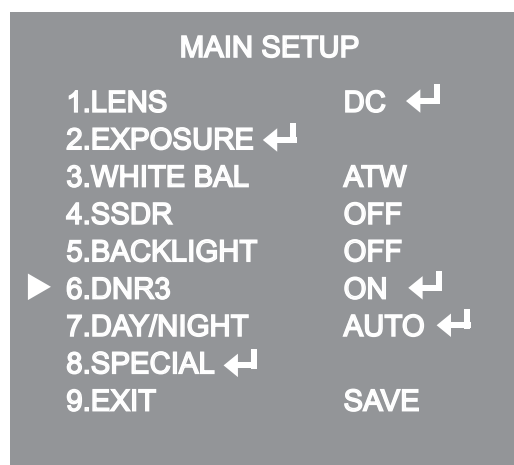 MAIN SETUP
1.LENS DC ↵
2.EXPOSURE ↵
3.WHITE BAL ATW
4.SSDR OFF
5.BACKLIGHT OFF
▶ 6.DNR3 ON ↵
7.DAY/NIGHT AUTO ↵
8.SPECIAL ↵
9.EXIT SAVE